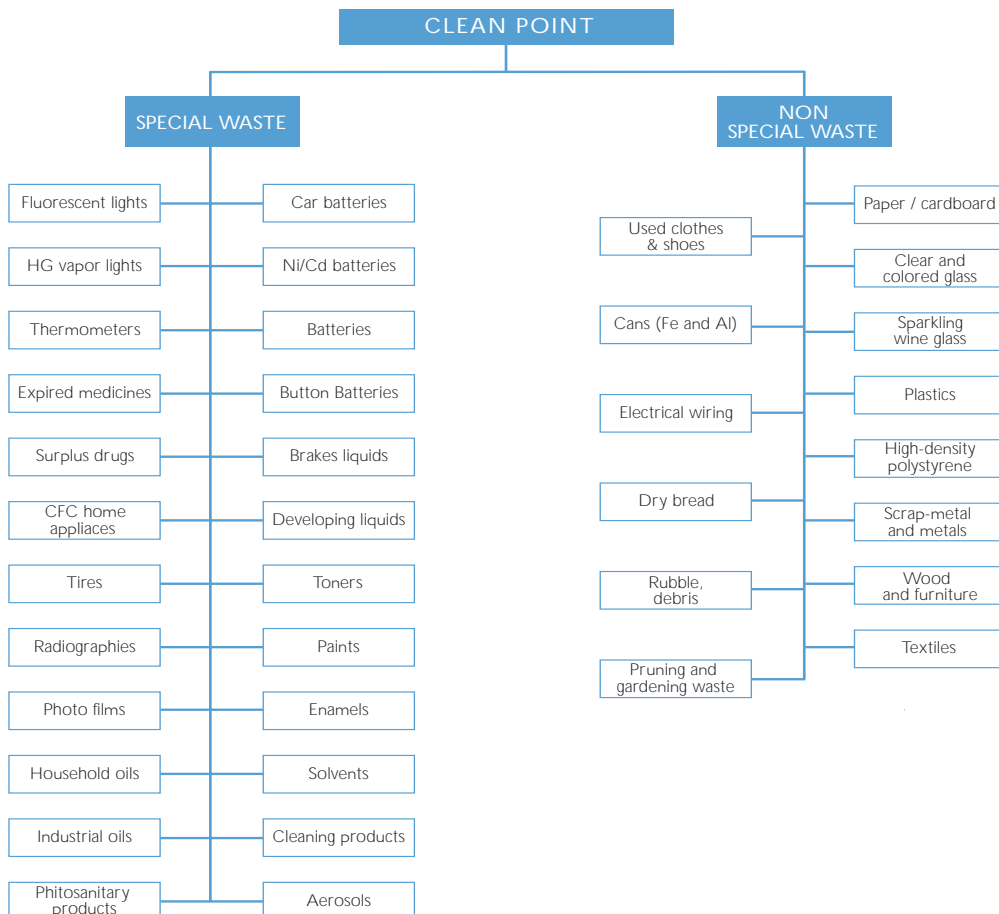 CLEAN POINT
SPECIAL WASTE
Fluorescent lights
HG vapor lights
Thermometers
Expired medicines
Surplus drugs
CFC home
appliaces
Tires
Radiographies
Photo films
Household oils
Industrial oils
Phitosanitary
products
Car batteries
Ni/Cd batteries
Batteries
Button Batteries
Brakes liquids
Developing liquids
Toners
Paints
Enamels
Solvents
Cleaning products
Aerosols
NON
SPECIAL WASTE
Used clothes
& shoes
Cans (Fe and Al)
Electrical wiring
Dry bread
Rubble,
debris
Pruning and
gardening waste
Paper / cardboard
Clear and
colored glass
Sparkling
wine glass
Plastics
High-density
polystyrene
Scrap-metal
and metals
Wood
and furniture
Textiles